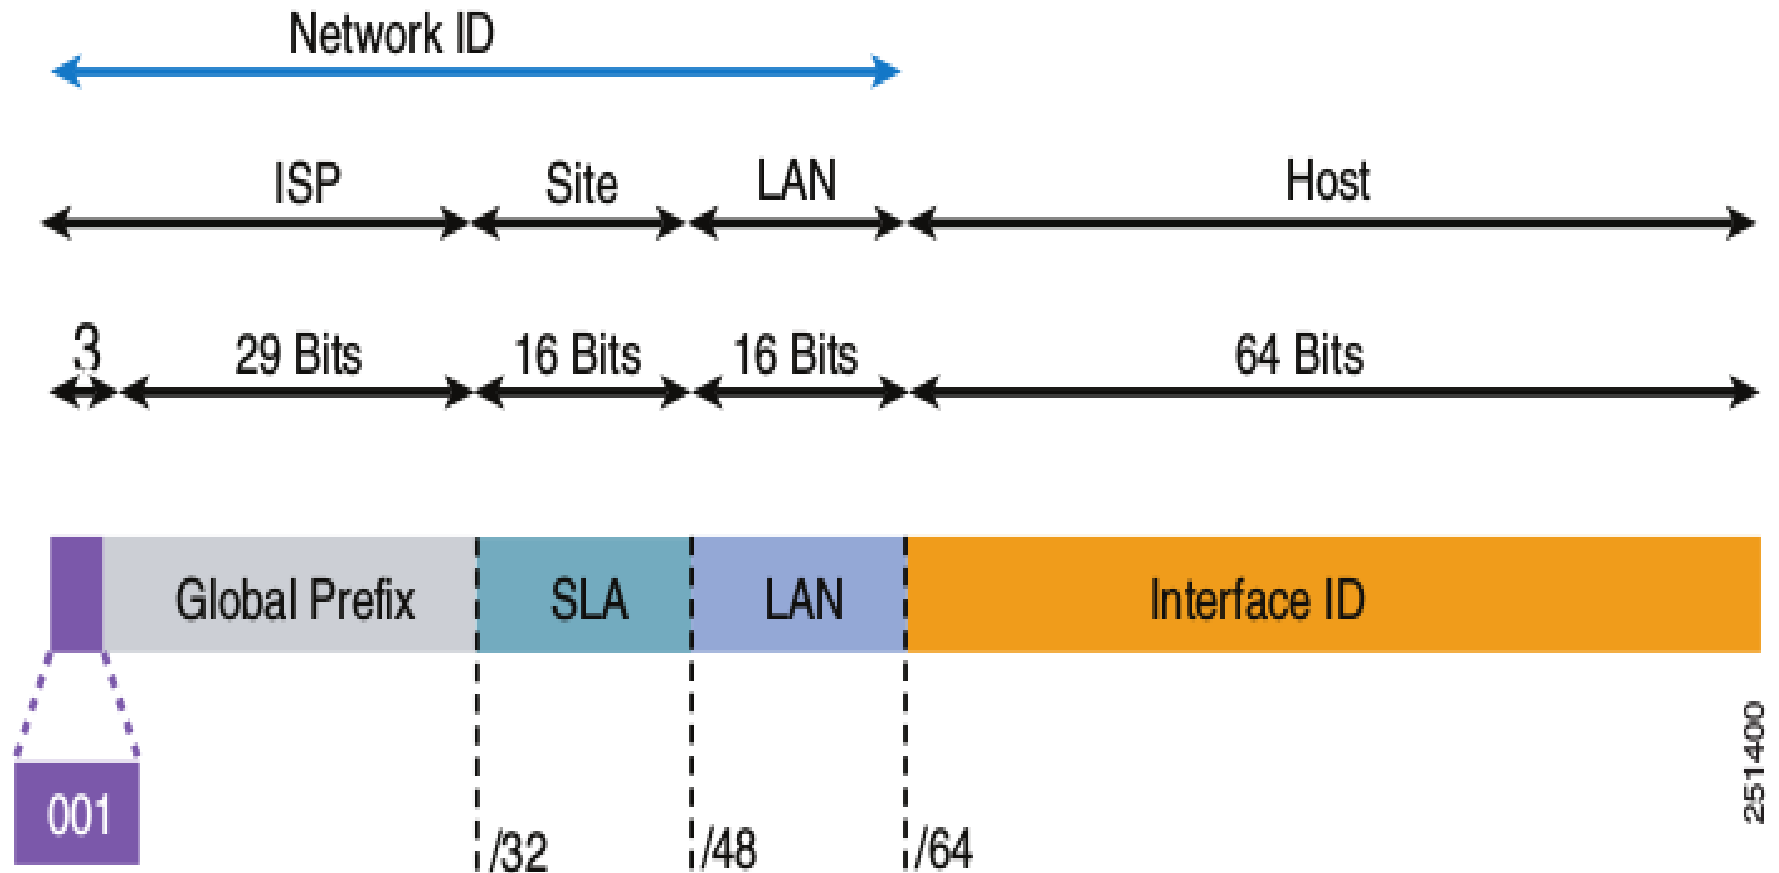 Network ID
ISP Site LAN Host
3 29 Bits 16 Bits 16 Bits 64 Bits
Global Prefix SLA LAN Interface ID
001
/32 /48 /64
251400